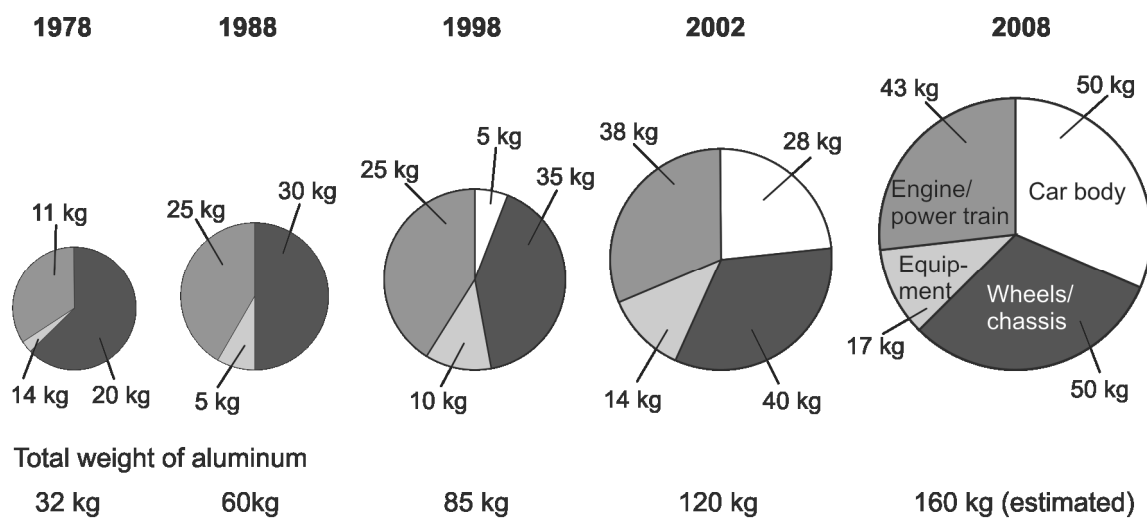 1978 1988 1998 2002 2008
11 kg
14 kg
20 kg
25 kg
30 kg
5 kg
25 kg
5 kg
35 kg
10 kg
38 kg
28 kg
14 kg
40 kg
43 kg
50 kg
Engine/
power train
Car body
Equip-
ment
Wheels/
chassis
17 kg
50 kg
Total weight of aluminum
32 kg 60kg 85 kg 120 kg 160 kg (estimated)